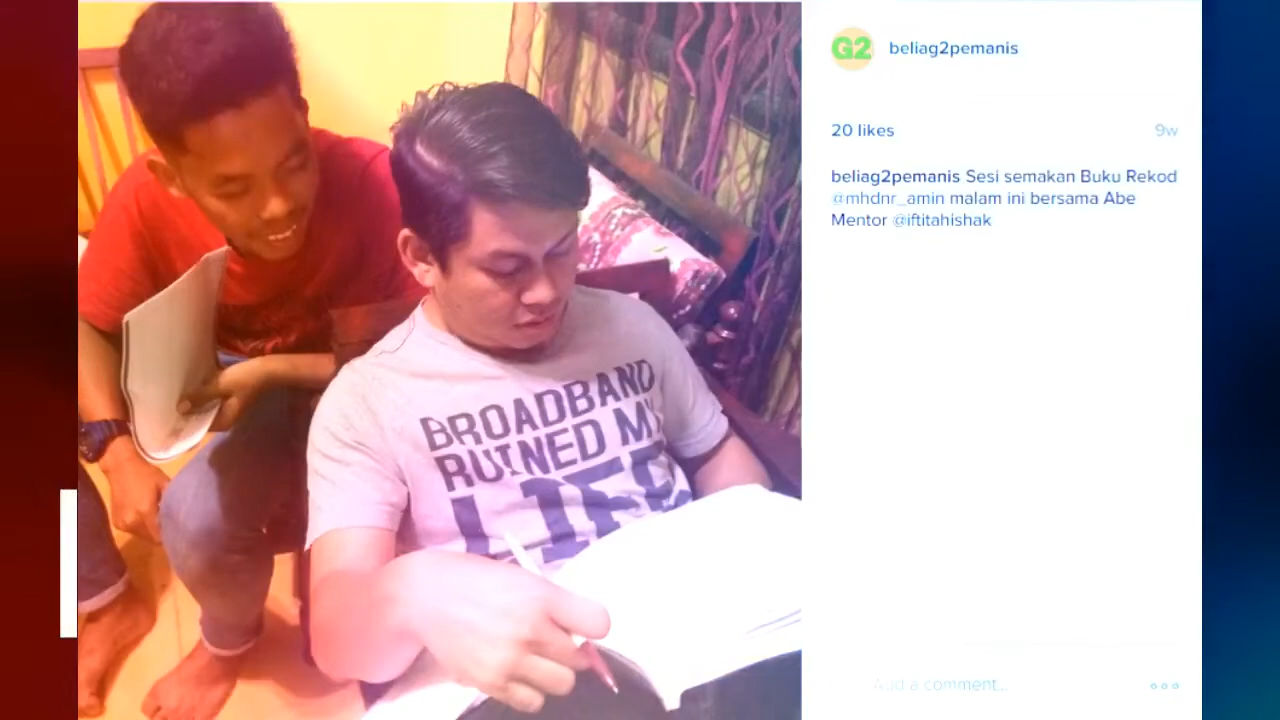 G2
beliag2pemanis
20 likes
9w
beliag2pemanis Sesi semakan Buku Rekod
@mhdnr_amin malam ini bersama Abe
Mentor @iftitahishak
BROADBAND
RUINED MY
LIFE
Add a comment...